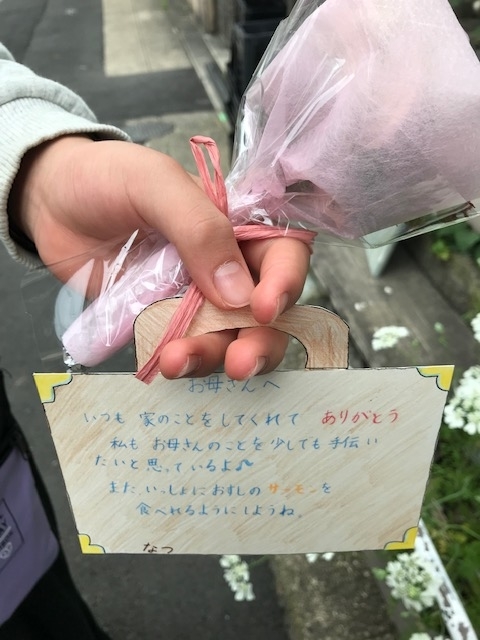 お母さんへ
いつも 家のことをしてくれて ありがとう
私も お母さんのことを少しでも手伝い
たいと思っているよ♪
また、いっしょにおすしの サーモンを
食べれるようにしようね。
なつ